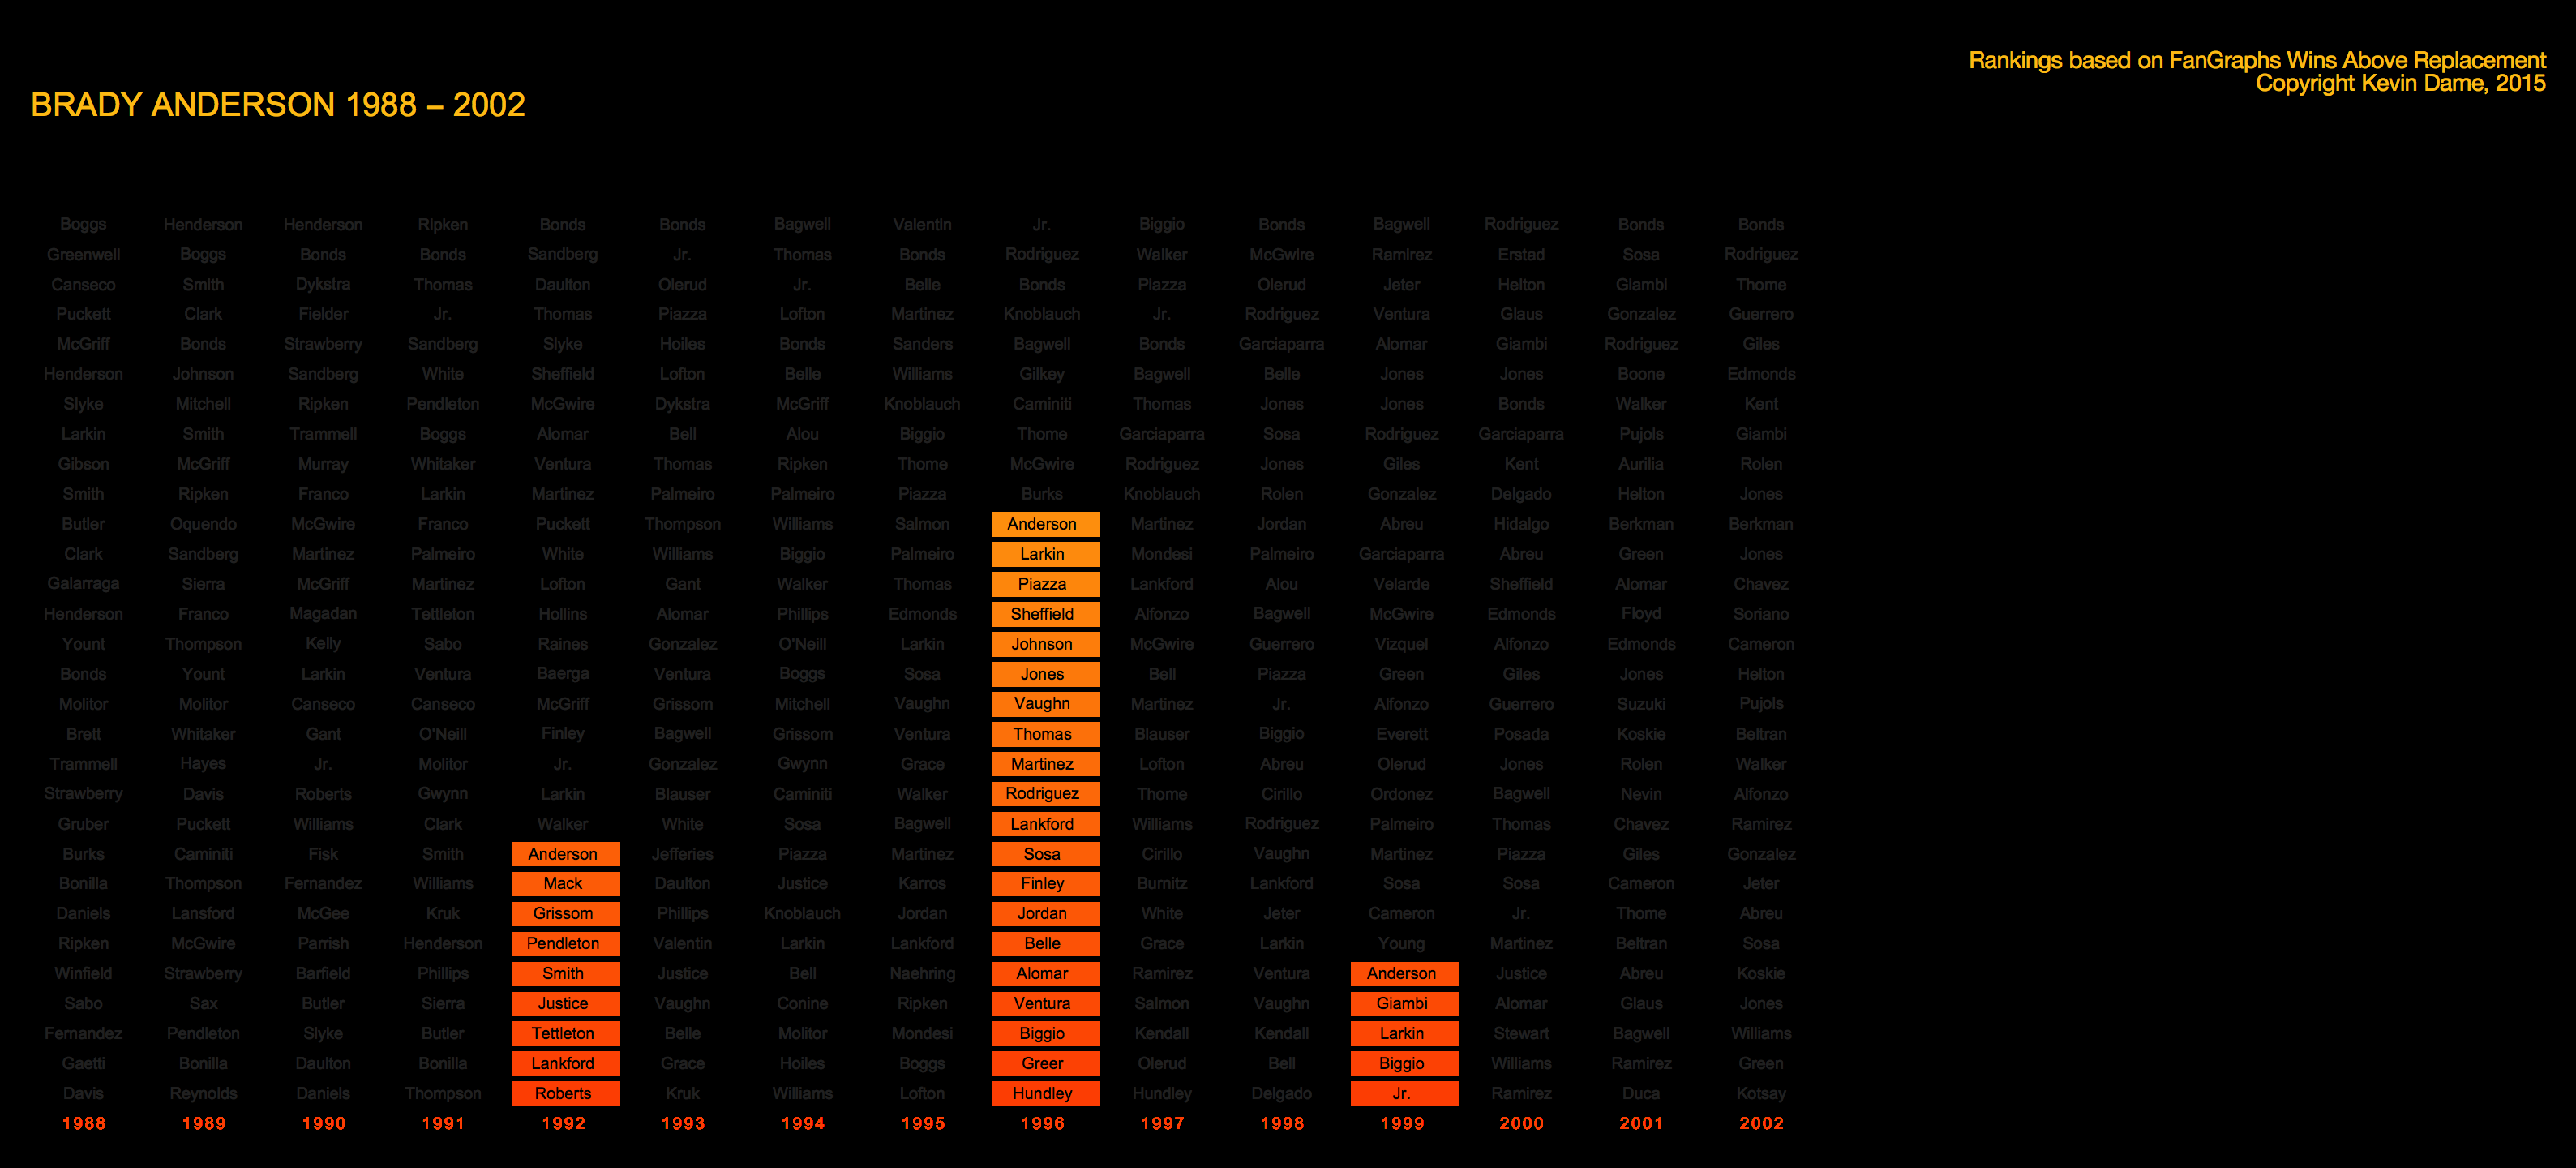 Rankings based on FanGraphs Wins Above Replacement
Copyright Kevin Dame, 2015
BRADY ANDERSON 1988 – 2002
Boggs Henderson Henderson Ripken Bonds Bonds Bagwell Valentin Jr. Biggio Bonds Bagwell Rodriguez Bonds Bonds
Greenwell Boggs Bonds Bonds Sandberg Jr. Thomas Bonds Rodriguez Walker McGwire Ramirez Erstad Sosa Rodriguez
Canseco Smith Dykstra Thomas Daulton Olerud Jr. Belle Bonds Piazza Olerud Jeter Helton Giambi Thome
Puckett Clark Fielder Jr. Thomas Piazza Lofton Martinez Knoblauch Jr. Rodriguez Ventura Glaus Gonzalez Guerrero
McGriff Bonds Strawberry Sandberg Slyke Hoiles Bonds Sanders Bagwell Bonds Garciaparra Alomar Giambi Rodriguez Giles
Henderson Johnson Sandberg White Sheffield Lofton Belle Williams Gilkey Bagwell Belle Jones Jones Boone Edmonds
Slyke Mitchell Ripken Pendleton McGwire Dykstra McGriff Knoblauch Caminiti Thomas Jones Jones Bonds Walker Kent
Larkin Smith Trammell Boggs Alomar Bell Alou Biggio Thome Garciaparra Sosa Rodriguez Garciaparra Pujols Giambi
Gibson McGriff Murray Whitaker Ventura Thomas Ripken Thome McGwire Rodriguez Jones Giles Kent Aurilia Rolen
Smith Ripken Franco Larkin Martinez Palmeiro Palmeiro Piazza Burks Knoblauch Rolen Gonzalez Delgado Helton Jones
Butler Oquendo McGwire Franco Puckett Thompson Williams Salmon Anderson Martinez Jordan Abreu Hidalgo Berkman Berkman
Clark Sandberg Martinez Palmeiro White Williams Biggio Palmeiro Larkin Mondesi Palmeiro Garciaparra Abreu Green Jones
Galarraga Sierra McGriff Martinez Lofton Gant Walker Thomas Piazza Lankford Alou Velarde Sheffield Alomar Chavez
Henderson Franco Magadan Tettleton Hollins Alomar Phillips Edmonds Sheffield Alfonzo Bagwell McGwire Edmonds Floyd Soriano
Yount Thompson Kelly Sabo Raines Gonzalez O'Neill Larkin Johnson McGwire Guerrero Vizquel Alfonzo Edmonds Cameron
Bonds Yount Larkin Ventura Baerga Ventura Boggs Sosa Jones Bell Piazza Green Giles Jones Helton
Molitor Molitor Canseco Canseco McGriff Grissom Mitchell Vaughn Vaughn Martinez Jr. Alfonzo Guerrero Suzuki Pujols
Brett Whitaker Gant O'Neill Finley Bagwell Grissom Ventura Thomas Blauser Biggio Everett Posada Koskie Beltran
Trammell Hayes Jr. Molitor Jr. Gonzalez Gwynn Grace Martinez Lofton Abreu Olerud Jones Rolen Walker
Strawberry Davis Roberts Gwynn Larkin Blauser Caminiti Walker Rodriguez Thome Cirillo Ordonez Bagwell Nevin Alfonzo
Gruber Puckett Williams Clark Walker White Sosa Bagwell Lankford Williams Rodriguez Palmeiro Thomas Chavez Ramirez
Burks Caminiti Fisk Smith Anderson Jefferies Piazza Martinez Sosa Cirillo Vaughn Martinez Piazza Giles Gonzalez
Bonilla Thompson Fernandez Williams Mack Daulton Justice Karros Finley Burnitz Lankford Sosa Sosa Cameron Jeter
Daniels Lansford McGee Kruk Grissom Phillips Knoblauch Jordan Jordan White Jeter Cameron Jr. Thome Abreu
Ripken McGwire Parrish Henderson Pendleton Valentin Larkin Lankford Belle Grace Larkin Young Martinez Beltran Sosa
Winfield Strawberry Barfield Phillips Smith Justice Bell Naehring Alomar Ramirez Ventura Anderson Justice Abreu Koskie
Sabo Sax Butler Sierra Justice Vaughn Conine Ripken Ventura Salmon Vaughn Giambi Alomar Glaus Jones
Fernandez Pendleton Slyke Butler Tettleton Belle Molitor Mondesi Biggio Kendall Kendall Larkin Stewart Bagwell Williams
Gaetti Bonilla Daulton Bonilla Lankford Grace Hoiles Boggs Greer Olerud Bell Biggio Williams Ramirez Green
Davis Reynolds Daniels Thompson Roberts Kruk Williams Lofton Hundley Hundley Delgado Jr. Ramirez Duca Kotsay
1988 1989 1990 1991 1992 1993 1994 1995 1996 1997 1998 1999 2000 2001 2002